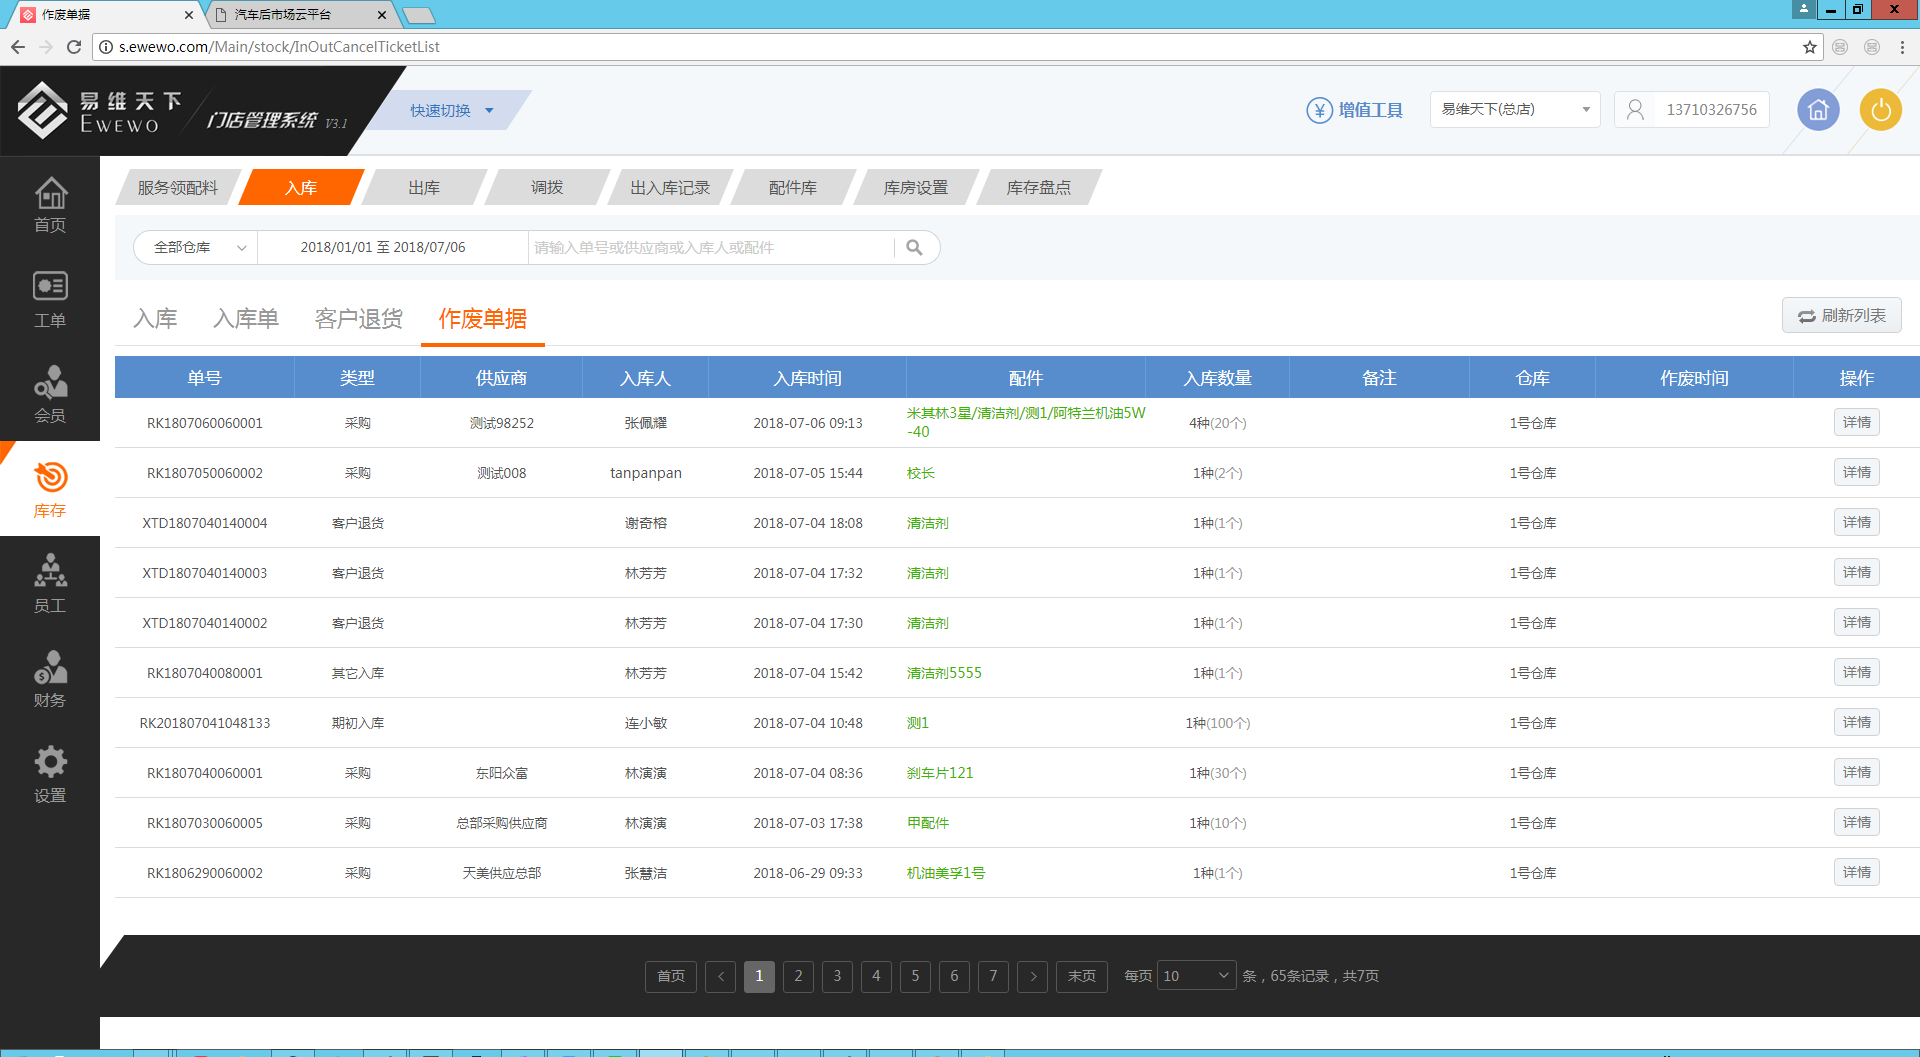 作废单据
汽车后市场云平台
s.ewewo.com/Main/stock/InOutCancelTicketList
易维天下
EWEWO
门店管理系统 V3.1
快速切换
增值工具
易维天下(总店)
13710326756
首页
工单
会员
库存
员工
财务
设置
服务领配料 入库 出库 调拨 出入库记录 配件库 库房设置 库存盘点
全部仓库 2018/01/01 至 2018/07/06 请输入单号或供应商或入库人或配件
入库 入库单 客户退货 作废单据 刷新列表
单号 类型 供应商 入库人 入库时间 配件 入库数量 备注 仓库 作废时间 操作
RK1807060060001 采购 测试98252 张佩耀 2018-07-06 09:13 米其林3星/清洁剂/测1/阿特兰机油5W
-40 4种(20个) 1号仓库 详情
RK1807050060002 采购 测试008 tanpanpan 2018-07-05 15:44 校长 1种(2个) 1号仓库 详情
XTD1807040140004 客户退货 谢奇榕 2018-07-04 18:08 清洁剂 1种(1个) 1号仓库 详情
XTD1807040140003 客户退货 林芳芳 2018-07-04 17:32 清洁剂 1种(1个) 1号仓库 详情
XTD1807040140002 客户退货 林芳芳 2018-07-04 17:30 清洁剂 1种(1个) 1号仓库 详情
RK1807040080001 其它入库 林芳芳 2018-07-04 15:42 清洁剂5555 1种(1个) 1号仓库 详情
RK201807041048133 期初入库 连小敏 2018-07-04 10:48 测1 1种(100个) 1号仓库 详情
RK1807040060001 采购 东阳众富 林演演 2018-07-04 08:36 刹车片121 1种(30个) 1号仓库 详情
RK1807030060005 采购 总部采购供应商 林演演 2018-07-03 17:38 甲配件 1种(10个) 1号仓库 详情
RK1806290060002 采购 天美供应总部 张慧洁 2018-06-29 09:33 机油美孚1号 1种(1个) 1号仓库 详情
首页 < 1 2 3 4 5 6 7 > 末页 每页 10 条，65条记录，共7页